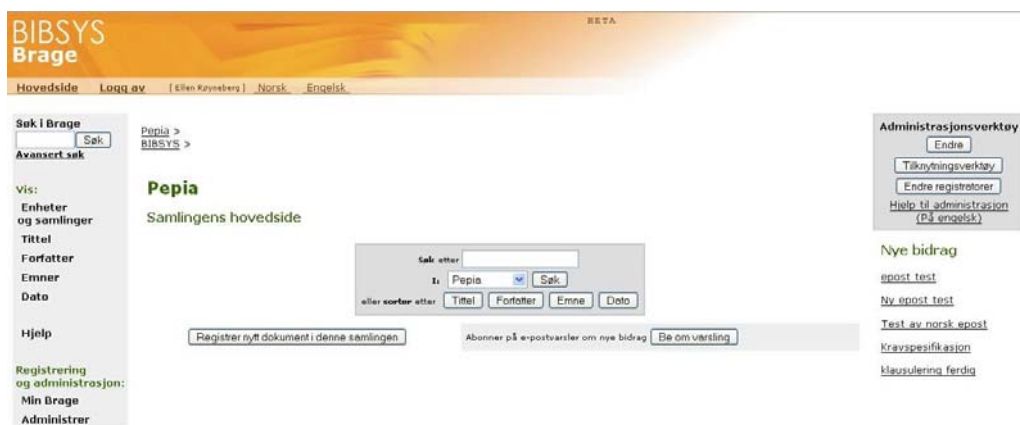 BIBSYS
Brage
BETA
Hovedside Logg av [ Ellen Røyneberg ] Norsk Engelsk
Søk i Brage
Søk
Avansert søk
Vis:
Enheter
og samlinger
Tittel
Forfatter
Emner
Dato
Hjelp
Registrering
og administrasjon:
Min Brage
Administrer
Pepia >
BIBSYS >
Pepia
Samlingens hovedside
Søk etter
I: Pepia Søk
eller sorter etter Tittel Forfatter Emne Dato
Registrer nytt dokument i denne samlingen
Abonner på e-postvarsler om nye bidrag Be om varsling
Administrasjonsverktøy
Endre
Tilknytningsverktøy
Endre registratorer
Hjelp til administrasjon
(På engelsk)
Nye bidrag
epost test
Ny epost test
Test av norsk epost
Kravspesifikasjon
klausulering ferdig